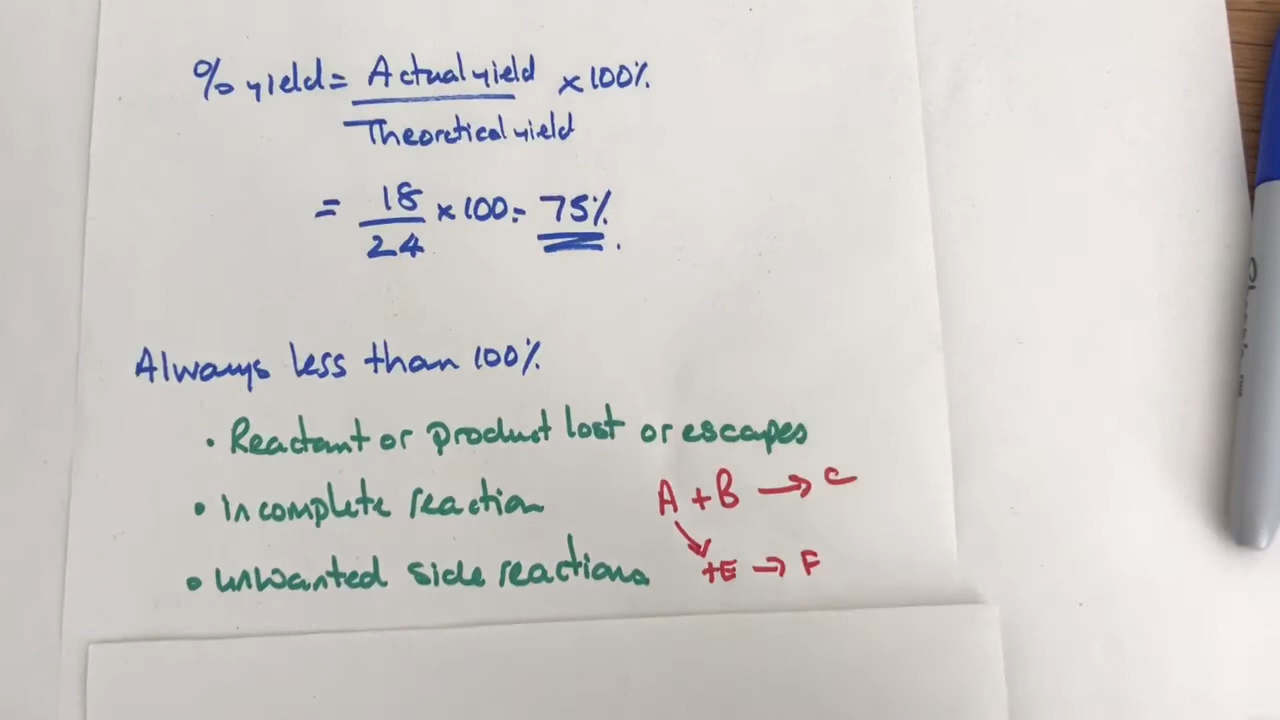 % yield = Actual yield × 100%
Theoretical yield
= 18 × 100 = 75%.
24
Always less than 100%
• Reactant or product lost or escapes
• Incomplete reaction A + B → C
• Unwanted side reactions +E → F